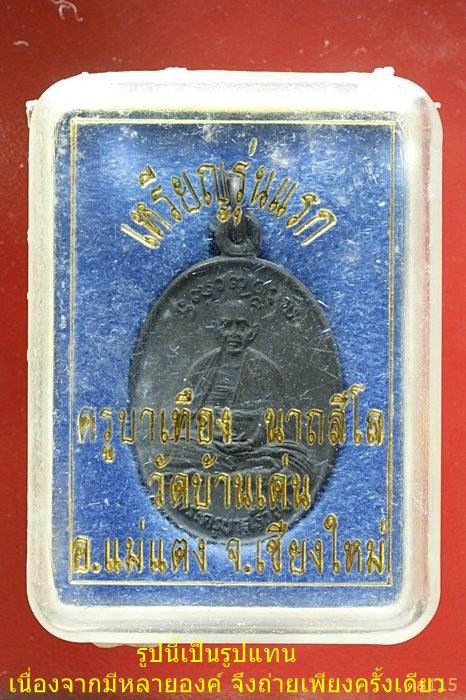 เหรียญรุ่นแรก
ครูบาเทือง นาถสีโล
วัดบ้านเด่น
อ.แม่แตง จ.เชียงใหม่
รูปนี้เป็นรูปแทน
เนื่องจากมีหลายองค์ จึงถ่ายเพียงครั้งเดียว